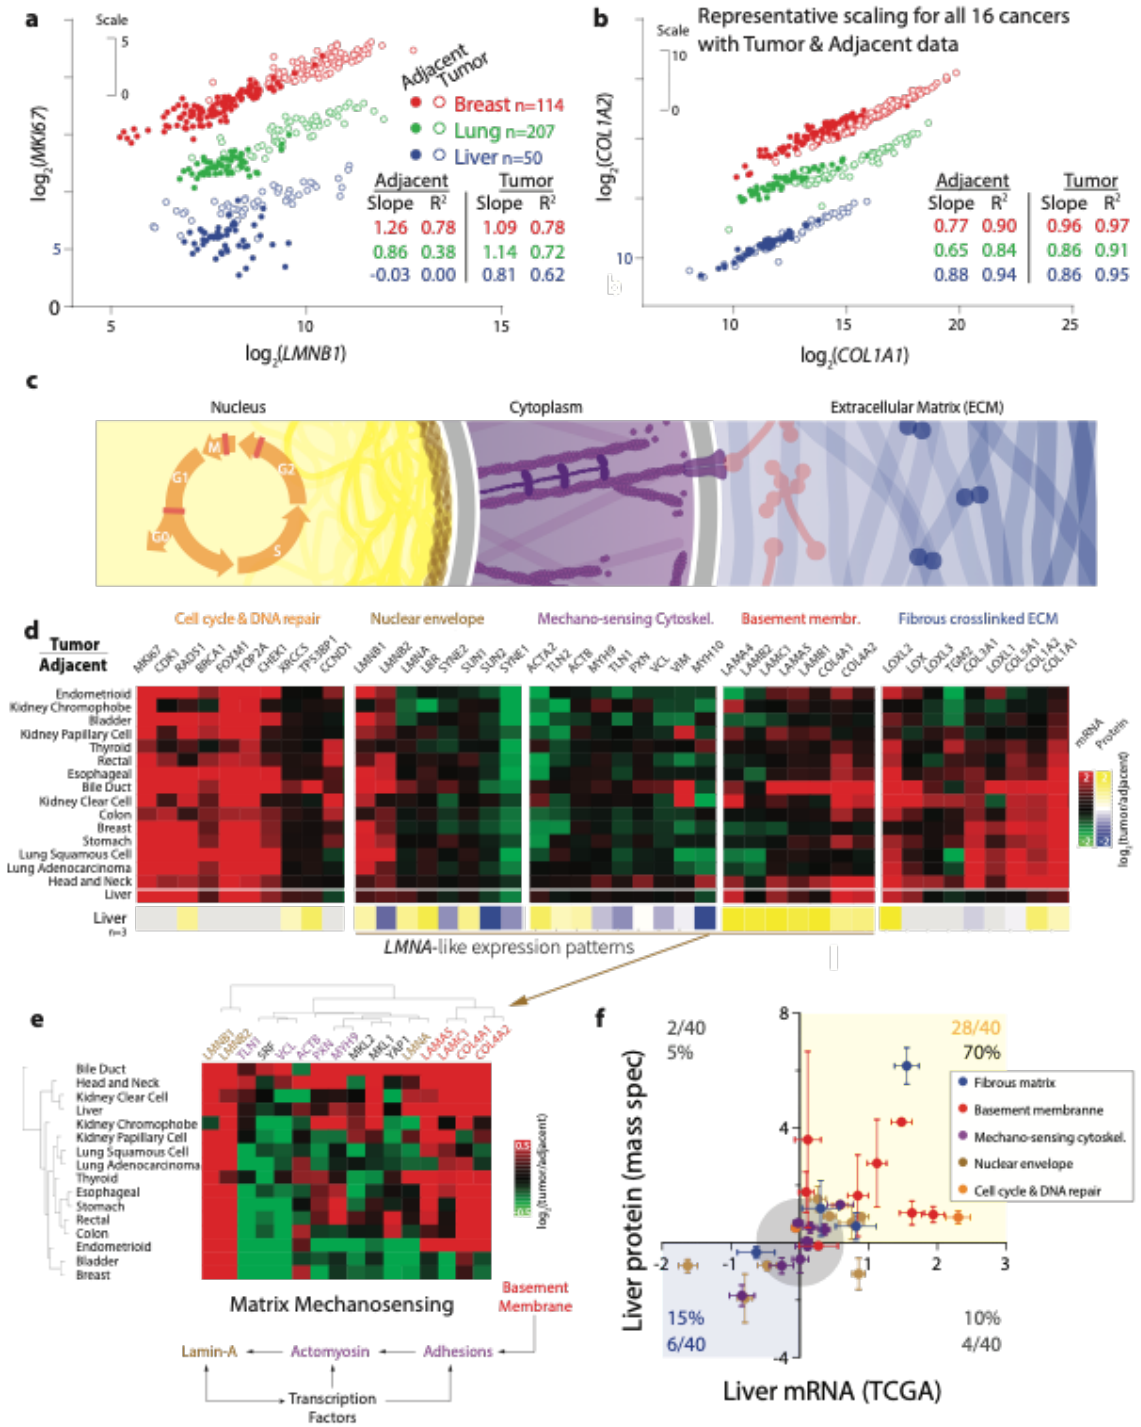 a
Scale
5
0
log2(MKI67)
5
0
5
10
15
log2(LMNB1)
Adjacent
Tumor
Breast n=114
Lung n=207
Liver n=50
Adjacent Tumor
Slope R2 Slope R2
1.26 0.78 1.09 0.78
0.86 0.38 1.14 0.72
-0.03 0.00 0.81 0.62
b
Representative scaling for all 16 cancers
with Tumor & Adjacent data
Scale
10
0
log2(COL1A2)
10
10
15
20
25
log2(COL1A1)
Adjacent Tumor
Slope R2 Slope R2
0.77 0.90 0.96 0.97
0.65 0.84 0.86 0.91
0.88 0.94 0.86 0.95
c
Nucleus
Cytoplasm
Extracellular Matrix (ECM)
M
G1
G2
G0
S
d
Tumor
Adjacent
Cell cycle & DNA repair
Nuclear envelope
Mechano-sensing Cytoskel.
Basement membr.
Fibrous crosslinked ECM
MKI67 CDK1 RAD51 BRCA1 FOXM1 TOP2A CHEK1 XRCC5 TP53BP1 CCND1
LMNB1 LMNB2 LMNA LBR SYNE2 SUN1 SUN2 SYNE1
ACTA2 TLN2 ACTB MYH9 TLN1 PXN VCL VIM MYH10
LAMA4 LAMB2 LAMC1 LAMA5 LAMB1 COL4A1 COL4A2
LOXL2 LOX LOXL3 TGM2 COL3A1 LOXL1 COL5A1 COL1A2 COL1A1
Endometrioid
Kidney Chromophobe
Bladder
Kidney Papillary Cell
Thyroid
Rectal
Esophageal
Bile Duct
Kidney Clear Cell
Colon
Breast
Stomach
Lung Squamous Cell
Lung Adenocarcinoma
Head and Neck
Liver
Liver
n=3
mRNA
Protein
2 2
-2 -2
log2(tumor/adjacent)
LMNA-like expression patterns
e
LMNB1 LMNB2 TLN1 SRF VCL ACTB PXN MYH9 MKL2 MKL1 YAP1 LMNA LAMA5 LAMC1 COL4A1 COL4A2
Bile Duct
Head and Neck
Kidney Clear Cell
Liver
Kidney Chromophobe
Kidney Papillary Cell
Lung Squamous Cell
Lung Adenocarcinoma
Thyroid
Esophageal
Stomach
Rectal
Colon
Endometrioid
Bladder
Breast
0.5
-0.5
log2(tumor/adjacent)
Matrix Mechanosensing
Basement
Membrane
Lamin-A
Actomyosin
Adhesions
Transcription
Factors
f
2/40
5%
28/40
70%
Fibrous matrix
Basement membranne
Mechano-sensing cytoskel.
Nuclear envelope
Cell cycle & DNA repair
Liver protein (mass spec)
8
4
-4
-2
-1
1
2
3
15%
6/40
10%
4/40
Liver mRNA (TCGA)